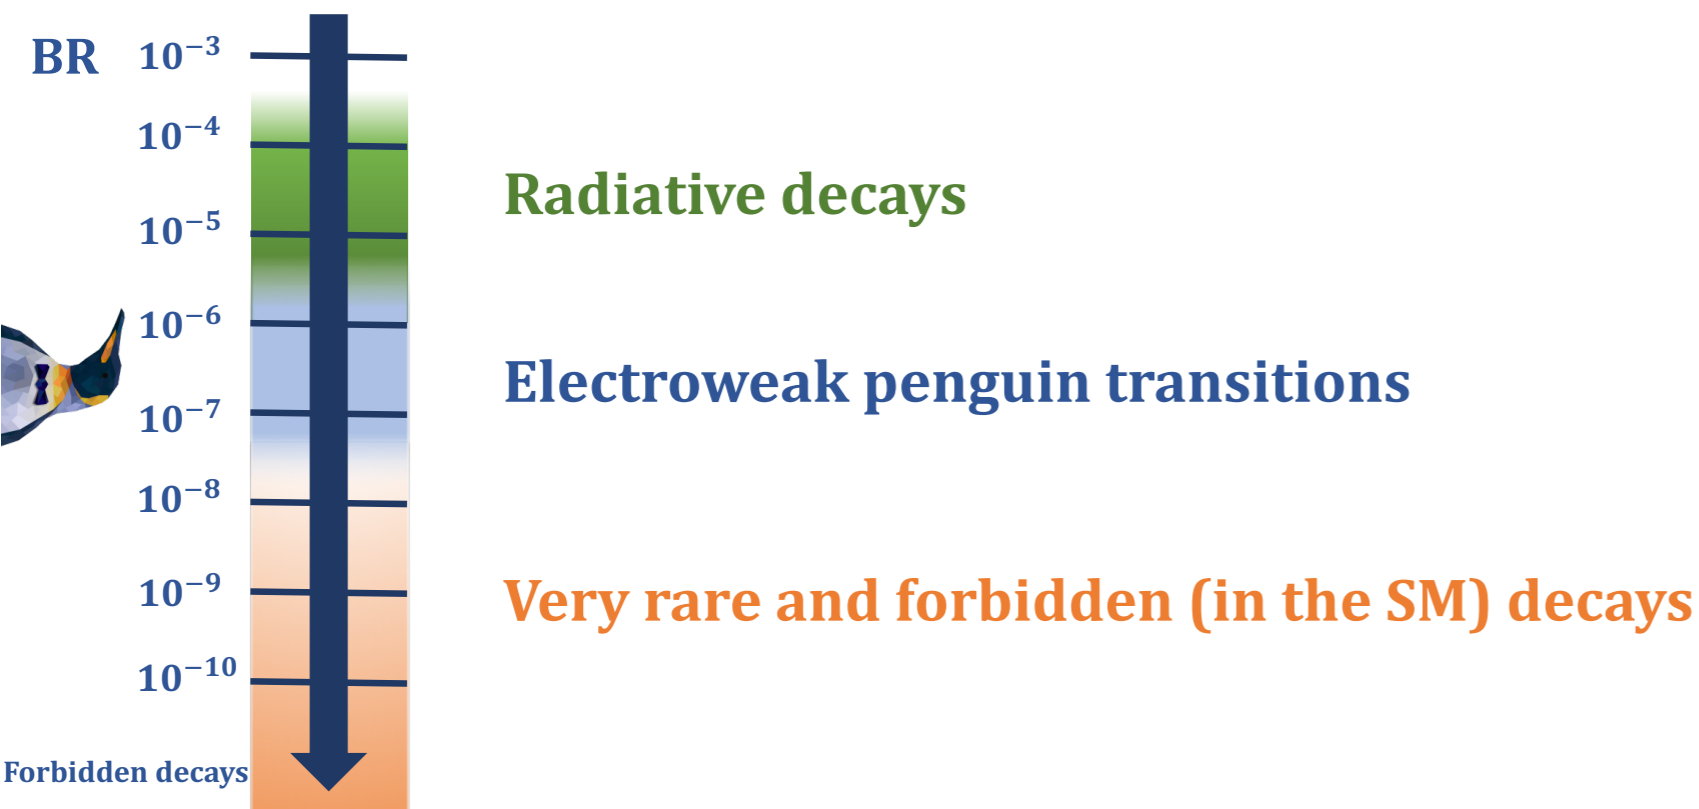 BR 10⁻³
10⁻⁴
Radiative decays
10⁻⁵
10⁻⁶
Electroweak penguin transitions
10⁻⁷
10⁻⁸
10⁻⁹
Very rare and forbidden (in the SM) decays
10⁻¹⁰
Forbidden decays